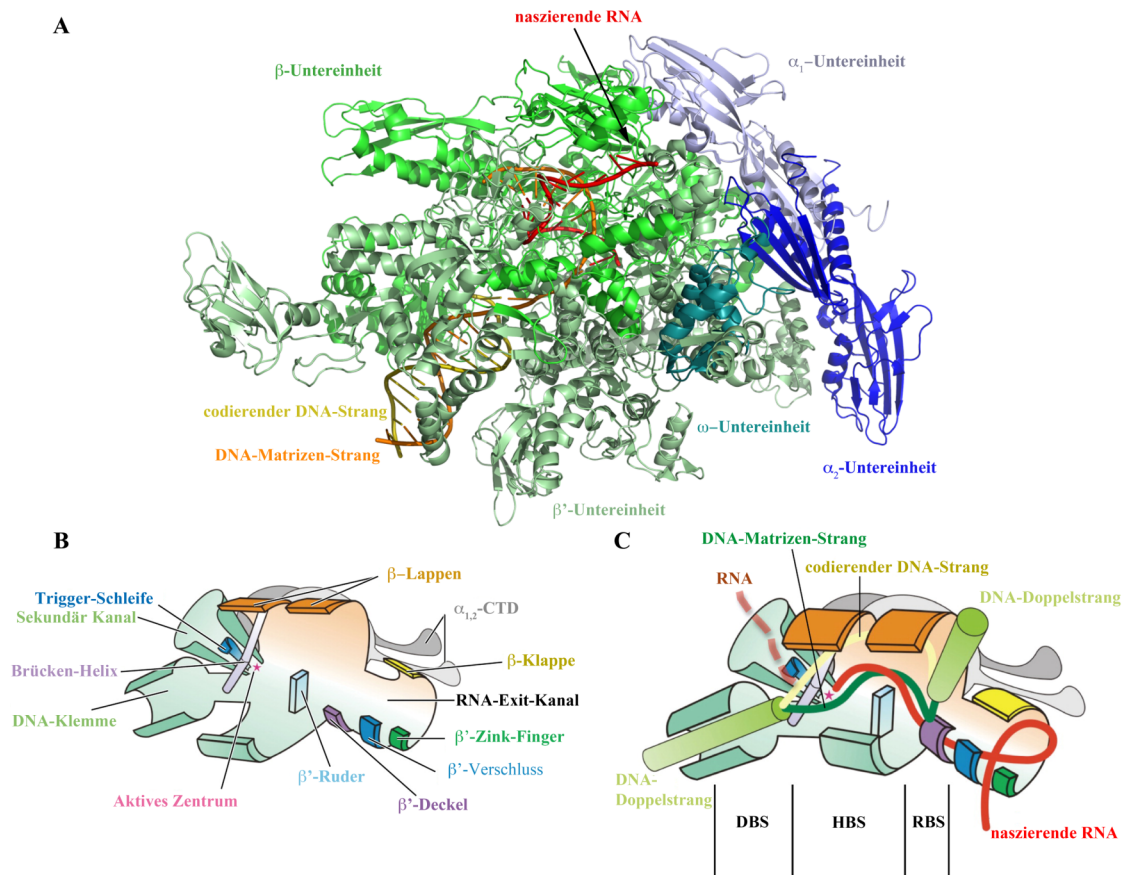 A
naszierende RNA
β-Untereinheit
α1–Untereinheit
codierender DNA-Strang
DNA-Matrizen-Strang
ω–Untereinheit
α2-Untereinheit
β’-Untereinheit
B
β–Lappen
Trigger-Schleife
Sekundär Kanal
α1,2-CTD
Brücken-Helix
β-Klappe
RNA-Exit-Kanal
DNA-Klemme
β’-Zink-Finger
β’-Ruder
β’-Verschluss
Aktives Zentrum
β’-Deckel
C
DNA-Matrizen-Strang
codierender DNA-Strang
RNA
DNA-Doppelstrang
DNA-
Doppelstrang
DBS
HBS
RBS
naszierende RNA